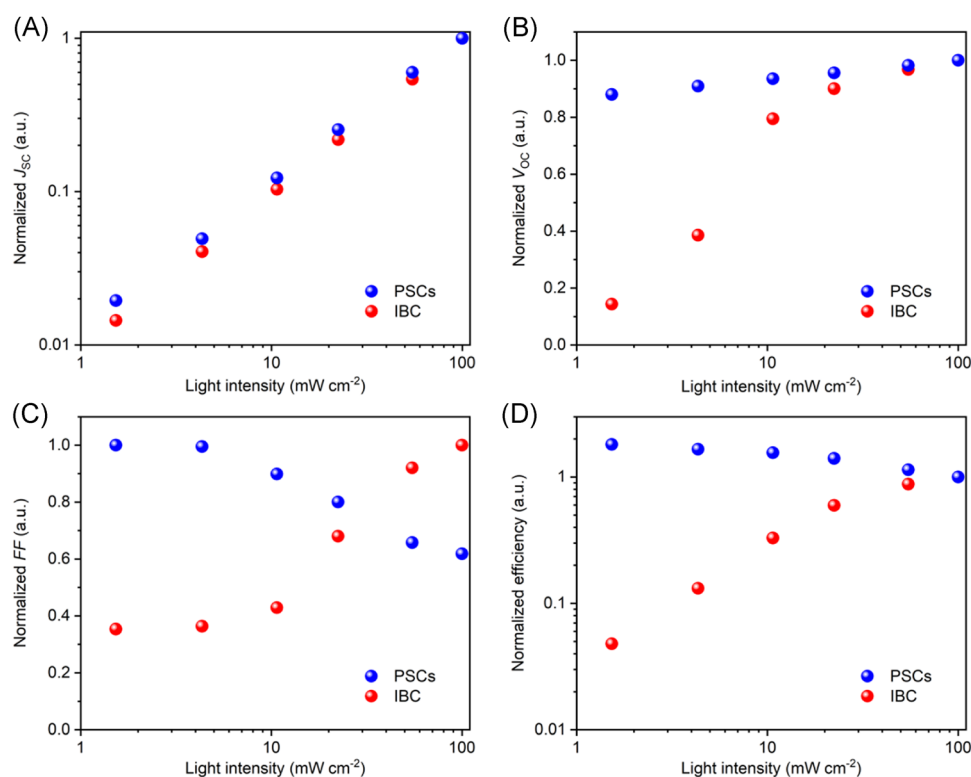 (A)
Normalized J_SC (a.u.)
1
0.1
0.01
PSCs
IBC
1 10 100
Light intensity (mW cm⁻²)
(B)
Normalized V_OC (a.u.)
1.0
0.8
0.6
0.4
0.2
0.0
PSCs
IBC
1 10 100
Light intensity (mW cm⁻²)
(C)
Normalized FF (a.u.)
1.0
0.8
0.6
0.4
0.2
0.0
PSCs
IBC
1 10 100
Light intensity (mW cm⁻²)
(D)
Normalized efficiency (a.u.)
1
0.1
0.01
PSCs
IBC
1 10 100
Light intensity (mW cm⁻²)